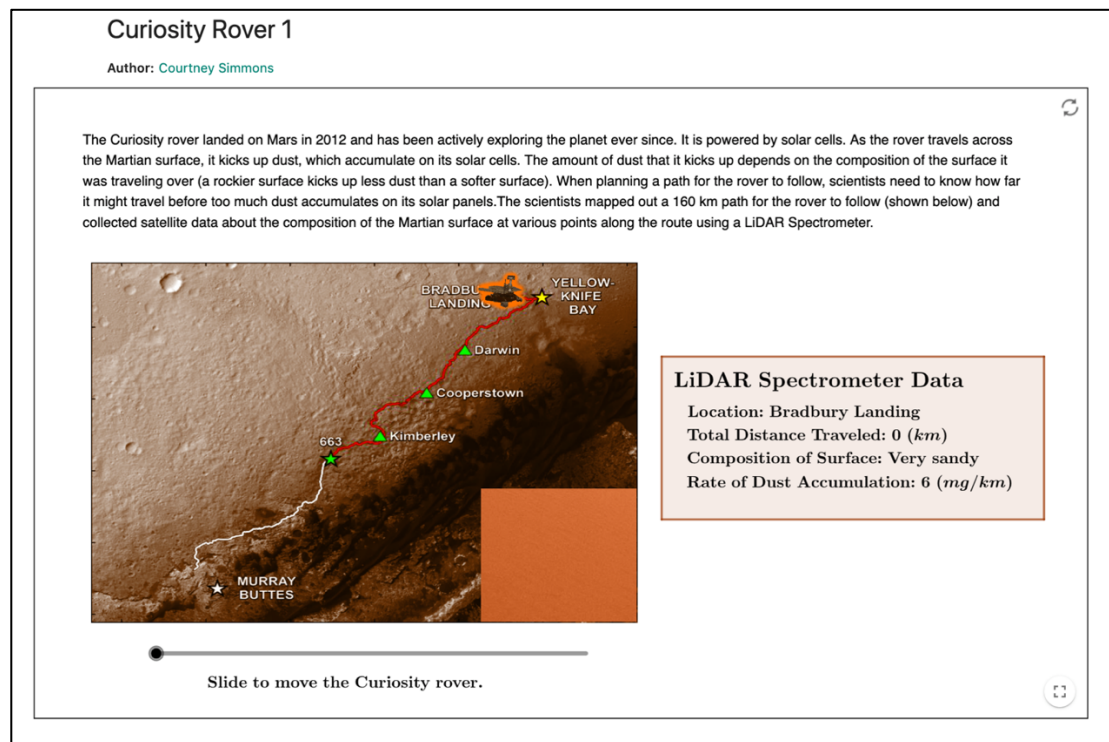 Curiosity Rover 1
Author: Courtney Simmons
The Curiosity rover landed on Mars in 2012 and has been actively exploring the planet ever since. It is powered by solar cells. As the rover travels across
the Martian surface, it kicks up dust, which accumulate on its solar cells. The amount of dust that it kicks up depends on the composition of the surface it
was traveling over (a rockier surface kicks up less dust than a softer surface). When planning a path for the rover to follow, scientists need to know how far
it might travel before too much dust accumulates on its solar panels.The scientists mapped out a 160 km path for the rover to follow (shown below) and
collected satellite data about the composition of the Martian surface at various points along the route using a LiDAR Spectrometer.
BRADBU
LANDING
YELLOW-
KNIFE
BAY
Darwin
Cooperstown
Kimberley
663
MURRAY
BUTTES
LiDAR Spectrometer Data
Location: Bradbury Landing
Total Distance Traveled: 0 (km)
Composition of Surface: Very sandy
Rate of Dust Accumulation: 6 (mg/km)
Slide to move the Curiosity rover.